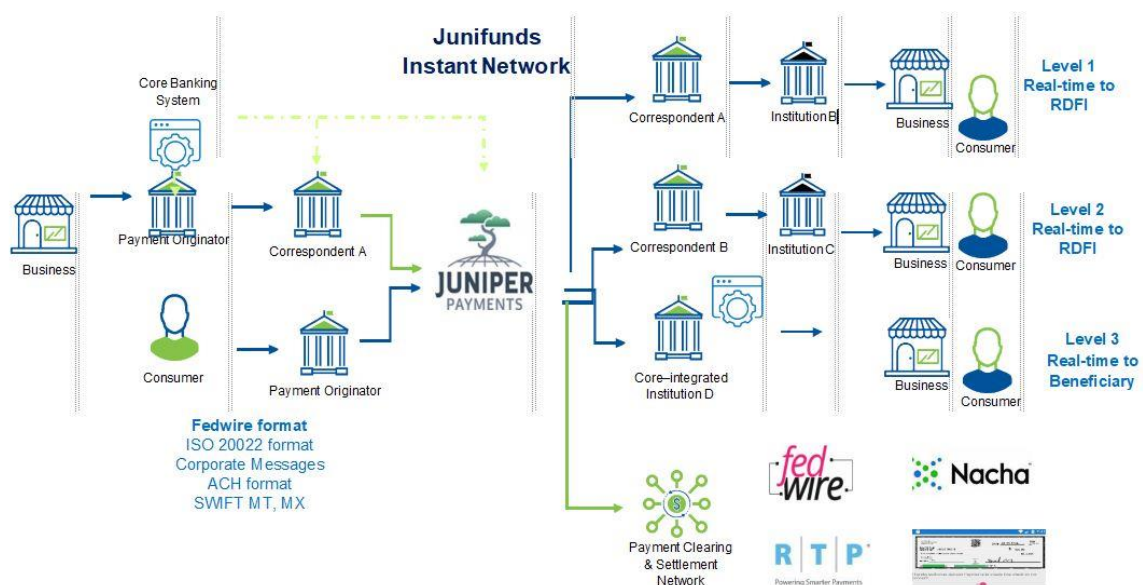 Junifunds
Instant Network
Core Banking
System
Correspondent A
Institution B
Business
Consumer
Level 1
Real-time to
RDFI
Business
Payment Originator
Correspondent A
JUNIPER
PAYMENTS
Correspondent B
Institution C
Business
Consumer
Level 2
Real-time to
RDFI
Consumer
Payment Originator
Core–integrated
Institution D
Business
Consumer
Level 3
Real-time to
Beneficiary
Fedwire format
ISO 20022 format
Corporate Messages
ACH format
SWIFT MT, MX
Payment Clearing
& Settlement
Network
fed
wire
Nacha
R T P
Powering Smarter Payments